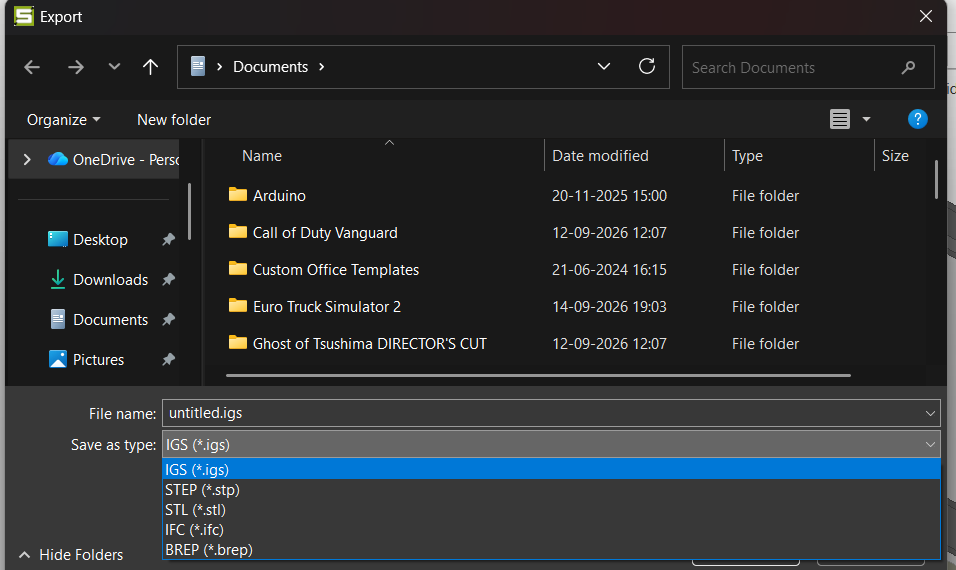 Export
Documents
Search Documents
Organize
New folder
OneDrive - Perso
Name
Date modified
Type
Size
Desktop
Downloads
Documents
Pictures
Arduino 20-11-2025 15:00 File folder
Call of Duty Vanguard 12-09-2026 12:07 File folder
Custom Office Templates 21-06-2024 16:15 File folder
Euro Truck Simulator 2 14-09-2026 19:03 File folder
Ghost of Tsushima DIRECTOR'S CUT 12-09-2026 12:07 File folder
File name: untitled.igs
Save as type: IGS (*.igs)
IGS (*.igs)
STEP (*.stp)
STL (*.stl)
IFC (*.ifc)
BREP (*.brep)
Hide Folders